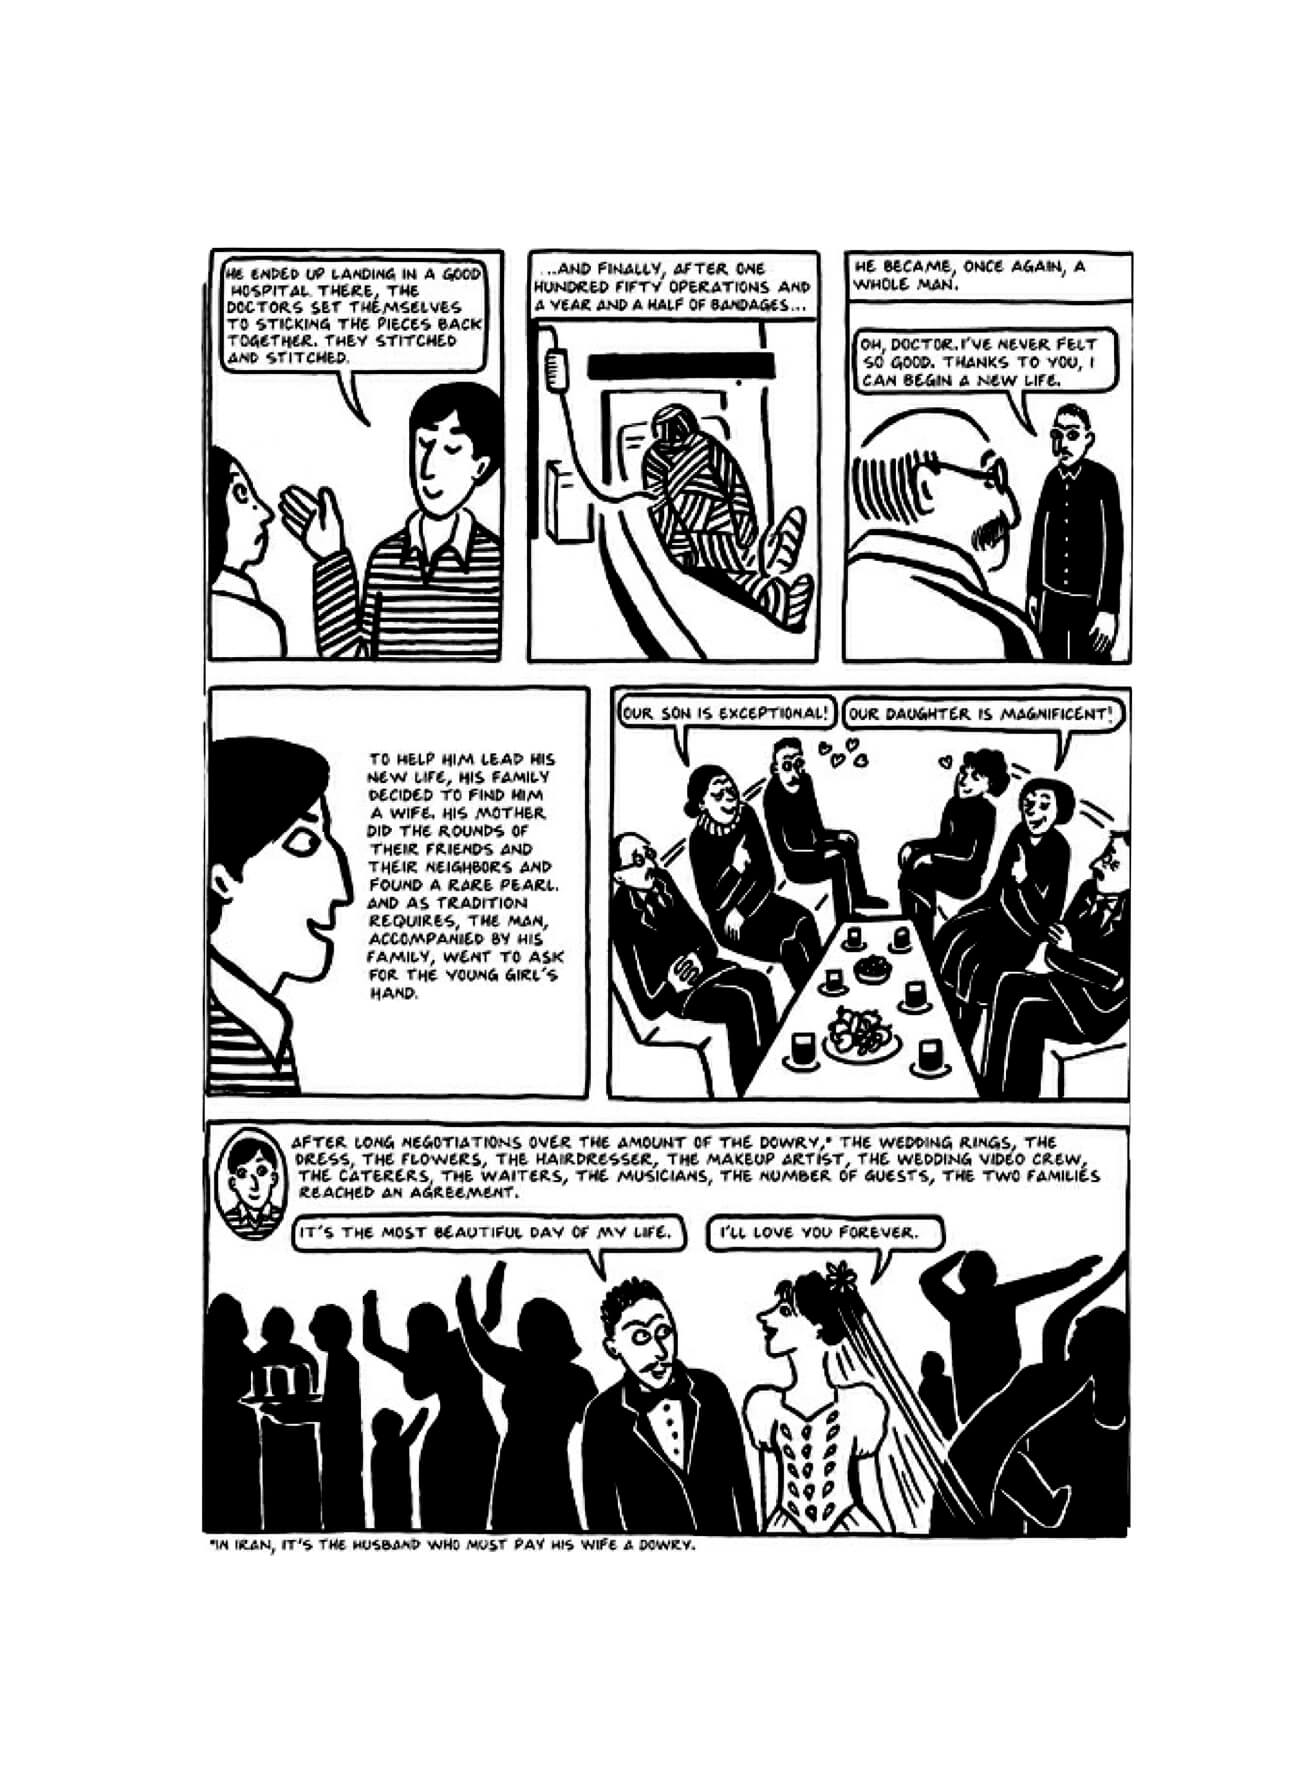 HE ENDED UP LANDING IN A GOOD
HOSPITAL. THERE, THE
DOCTORS SET THEMSELVES
TO STICKING THE PIECES BACK
TOGETHER. THEY STITCHED
AND STITCHED.
...AND FINALLY, AFTER ONE
HUNDRED FIFTY OPERATIONS AND
A YEAR AND A HALF OF BANDAGES...
HE BECAME, ONCE AGAIN, A
WHOLE MAN.
OH, DOCTOR. I'VE NEVER FELT
SO GOOD. THANKS TO YOU, I
CAN BEGIN A NEW LIFE.
TO HELP HIM LEAD HIS
NEW LIFE, HIS FAMILY
DECIDED TO FIND HIM
A WIFE. HIS MOTHER
DID THE ROUNDS OF
THEIR FRIENDS AND
THEIR NEIGHBORS AND
FOUND A RARE PEARL.
AND AS TRADITION
REQUIRES, THE MAN,
ACCOMPANIED BY HIS
FAMILY, WENT TO ASK
FOR THE YOUNG GIRL'S
HAND.
OUR SON IS EXCEPTIONAL!
OUR DAUGHTER IS MAGNIFICENT!
AFTER LONG NEGOTIATIONS OVER THE AMOUNT OF THE DOWRY,* THE WEDDING RINGS, THE
DRESS, THE FLOWERS, THE HAIRDRESSER, THE MAKEUP ARTIST, THE WEDDING VIDEO CREW,
THE CATERERS, THE WAITERS, THE MUSICIANS, THE NUMBER OF GUESTS, THE TWO FAMILIES
REACHED AN AGREEMENT.
IT'S THE MOST BEAUTIFUL DAY OF MY LIFE.
I'LL LOVE YOU FOREVER.
*IN IRAN, IT'S THE HUSBAND WHO MUST PAY HIS WIFE A DOWRY.